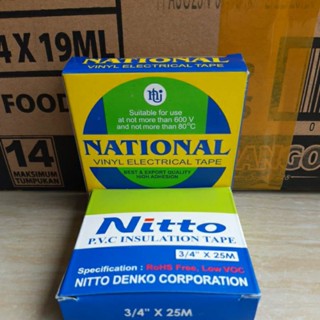 4 X 19ML
FOOD
14
MAKSIMUM
TUMPUKAN
NATIONAL
VINYL ELECTRICAL TAPE
Suitable for use
at not more than 600 V
and not more than 80°C
NATIONAL
VINYL ELECTRICAL TAPE
BEST & EXPORT QUALITY
HIGH ADHESION
Nitto
P.V.C INSULATION TAPE
3/4" X 25M
Specification : RoHS Free, Low VOC
NITTO DENKO CORPORATION
3/4" X 25M